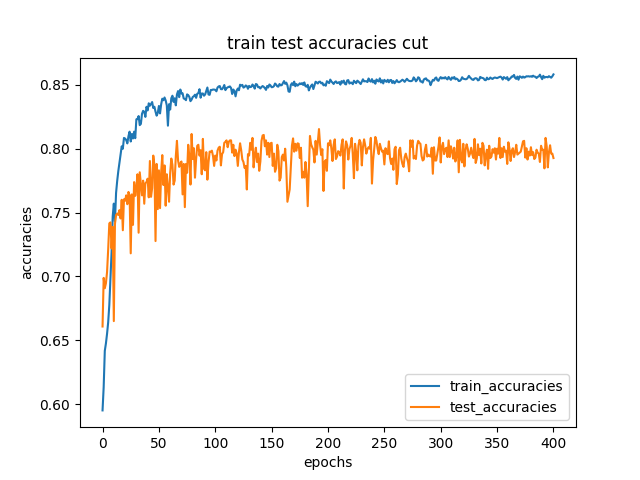 train test accuracies cut
accuracies
0.85
0.80
0.75
0.70
0.65
0.60
train_accuracies
test_accuracies
0 50 100 150 200 250 300 350 400
epochs